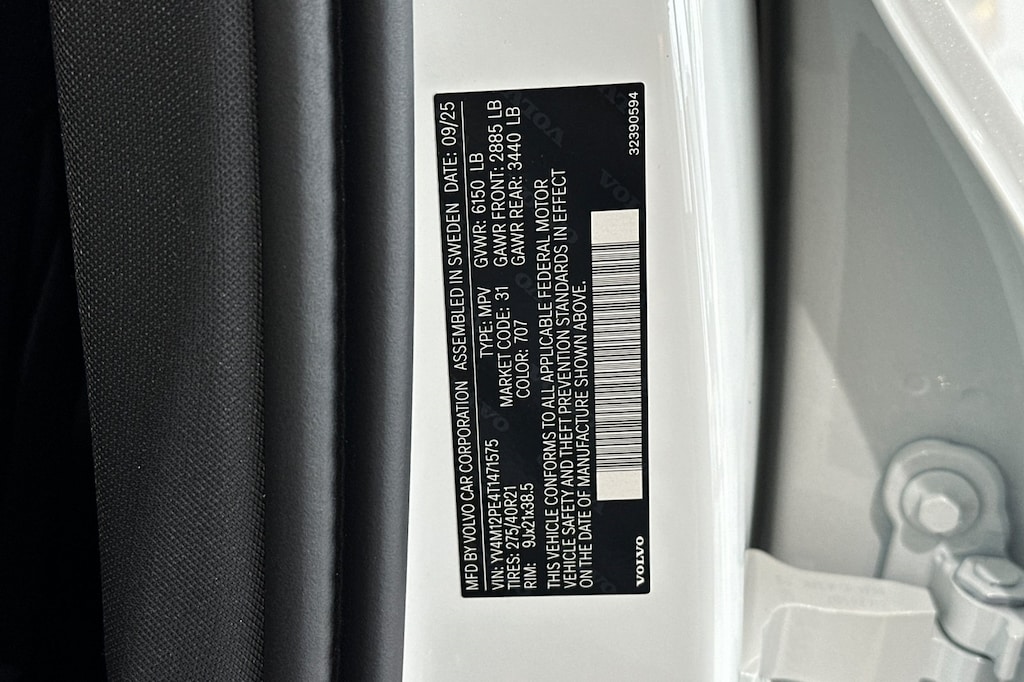 MFD BY VOLVO CAR CORPORATION ASSEMBLED IN SWEDEN DATE: 09/25
VIN: YV4M12PE4T1471575 TYPE: MPV GVWR: 6150 LB
TIRES: 275/40R21 MARKET CODE: 31 GAWR FRONT: 2885 LB
RIM: 9Jx21x38.5 COLOR: 707 GAWR REAR: 3440 LB
THIS VEHICLE CONFORMS TO ALL APPLICABLE FEDERAL MOTOR
VEHICLE SAFETY AND THEFT PREVENTION STANDARDS IN EFFECT
ON THE DATE OF MANUFACTURE SHOWN ABOVE.
VOLVO 32390594